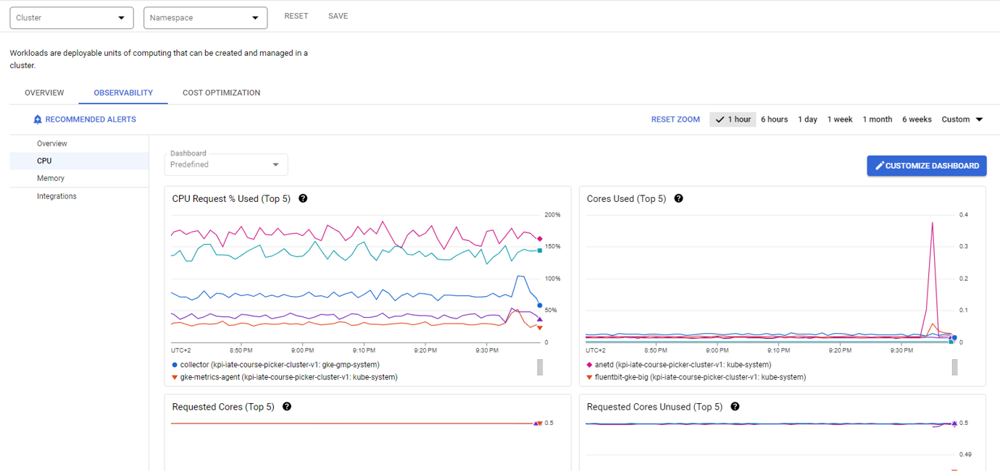 Cluster
Namespace
RESET
SAVE
Workloads are deployable units of computing that can be created and managed in a
cluster.
OVERVIEW
OBSERVABILITY
COST OPTIMIZATION
RECOMMENDED ALERTS
RESET ZOOM
1 hour
6 hours
1 day
1 week
1 month
6 weeks
Custom
Overview
CPU
Memory
Integrations
Dashboard
Predefined
CUSTOMIZE DASHBOARD
CPU Request % Used (Top 5)
200%
150%
100%
50%
0
UTC+2
8:50 PM
9:00 PM
9:10 PM
9:20 PM
9:30 PM
collector (kpi-iate-course-picker-cluster-v1: gke-gmp-system)
gke-metrics-agent (kpi-iate-course-picker-cluster-v1: kube-system)
Cores Used (Top 5)
0.4
0.3
0.2
0.1
0
UTC+2
8:50 PM
9:00 PM
9:10 PM
9:20 PM
9:30 PM
anetd (kpi-iate-course-picker-cluster-v1: kube-system)
fluentbit-gke-big (kpi-iate-course-picker-cluster-v1: kube-system)
Requested Cores (Top 5)
0.5
Requested Cores Unused (Top 5)
0.5
0.49